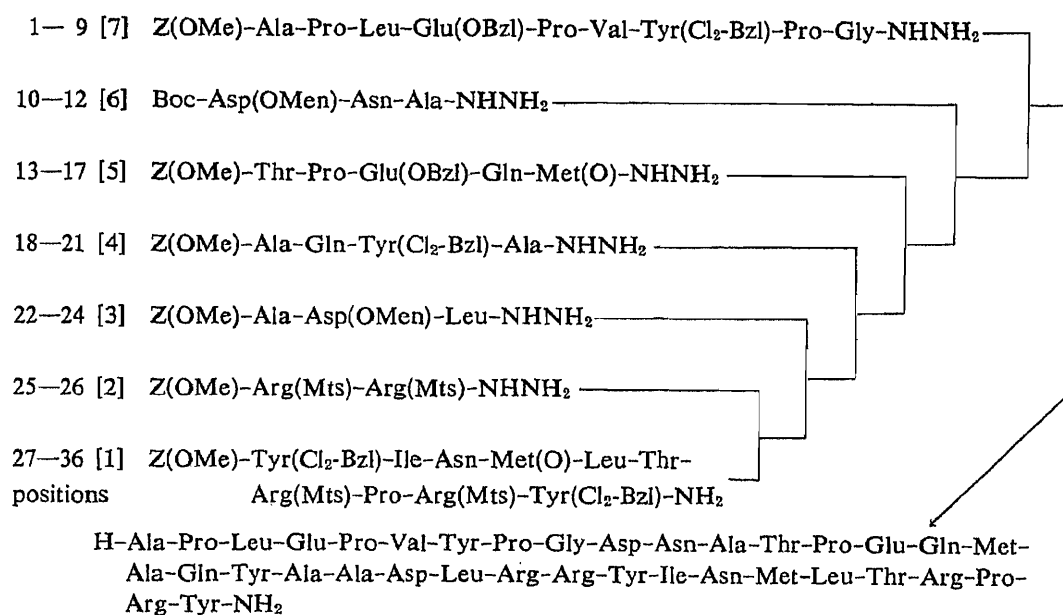 1—9 [7] Z(OMe)–Ala–Pro–Leu–Glu(OBzl)–Pro–Val–Tyr(Cl₂-Bzl)–Pro–Gly–NHNH₂
10—12 [6] Boc–Asp(OMen)–Asn–Ala–NHNH₂
13—17 [5] Z(OMe)–Thr–Pro–Glu(OBzl)–Gln–Met(O)–NHNH₂
18—21 [4] Z(OMe)–Ala–Gln–Tyr(Cl₂-Bzl)–Ala–NHNH₂
22—24 [3] Z(OMe)–Ala–Asp(OMen)–Leu–NHNH₂
25—26 [2] Z(OMe)–Arg(Mts)–Arg(Mts)–NHNH₂
27—36 [1] Z(OMe)–Tyr(Cl₂-Bzl)–Ile–Asn–Met(O)–Leu–Thr–
positions Arg(Mts)–Pro–Arg(Mts)–Tyr(Cl₂-Bzl)–NH₂
H–Ala–Pro–Leu–Glu–Pro–Val–Tyr–Pro–Gly–Asp–Asn–Ala–Thr–Pro–Glu–Gln–Met–
Ala–Gln–Tyr–Ala–Ala–Asp–Leu–Arg–Arg–Tyr–Ile–Asn–Met–Leu–Thr–Arg–Pro–
Arg–Tyr–NH₂